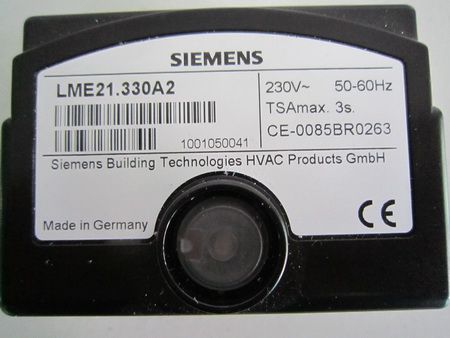 SIEMENS
LME21.330A2
230V~ 50-60Hz
TSAmax. 3s.
1001050041
CE-0085BR0263
Siemens Building Technologies HVAC Products GmbH
Made in Germany
CE